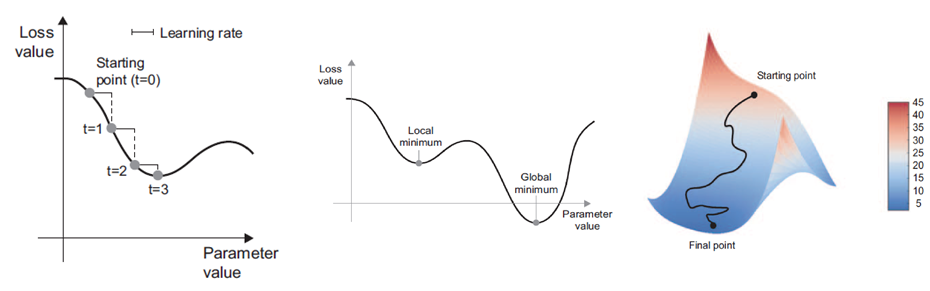 Loss
value
Learning rate
Starting
point (t=0)
t=1
t=2
t=3
Parameter
value
Loss
value
Local
minimum
Global
minimum
Parameter
value
Starting point
Final point
45
40
35
30
25
20
15
10
5